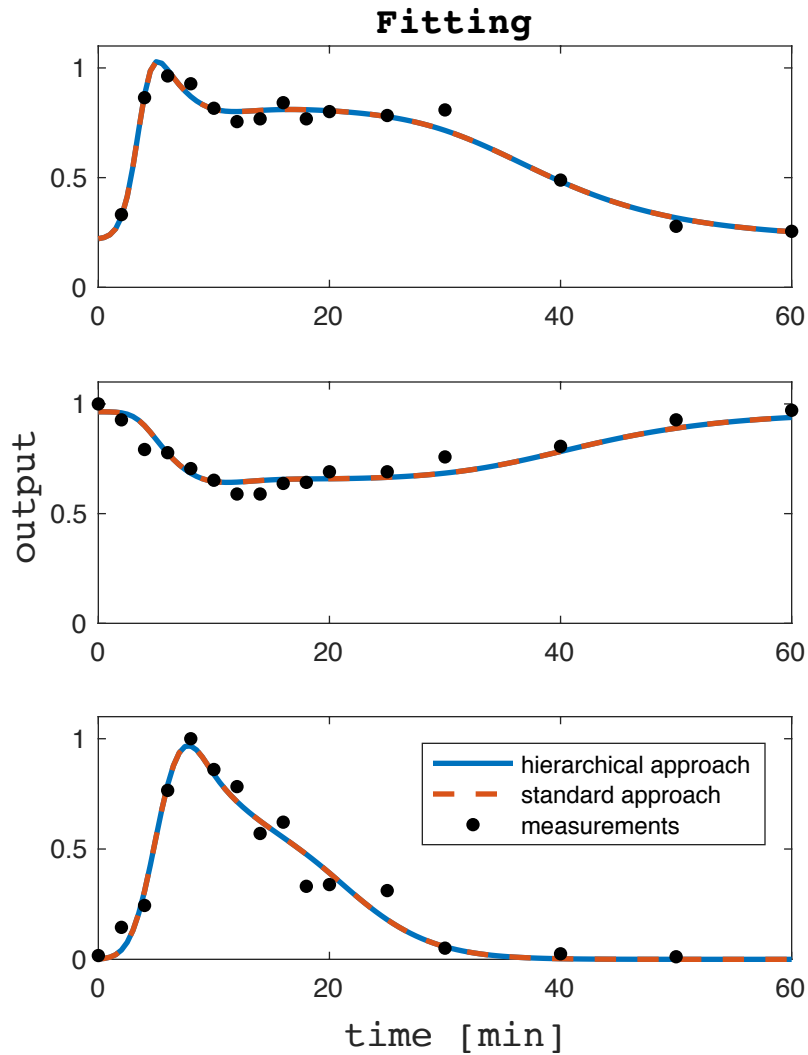 Fitting
1
0.5
0
0 20 40 60
output
1
0.5
0
0 20 40 60
1
0.5
0
hierarchical approach
standard approach
measurements
0 20 40 60
time [min]